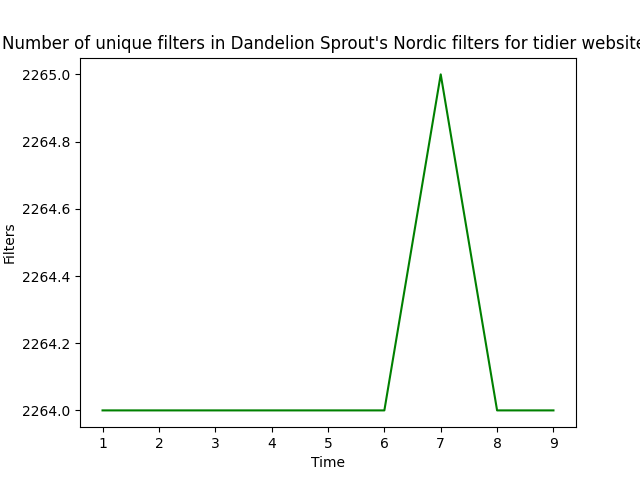 Number of unique filters in Dandelion Sprout's Nordic filters for tidier website
2265.0
2264.8
2264.6
2264.4
2264.2
2264.0
Filters
1 2 3 4 5 6 7 8 9
Time